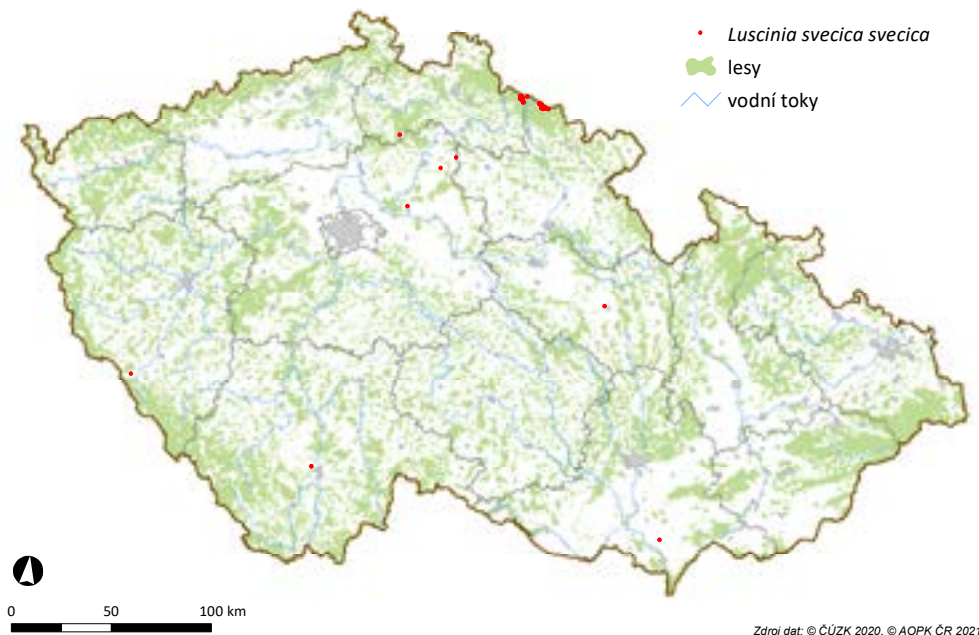 Luscinia svecica svecica
lesy
vodní toky
0 50 100 km
Zdroj dat: © ČÚZK 2020, © AOPK ČR 2021